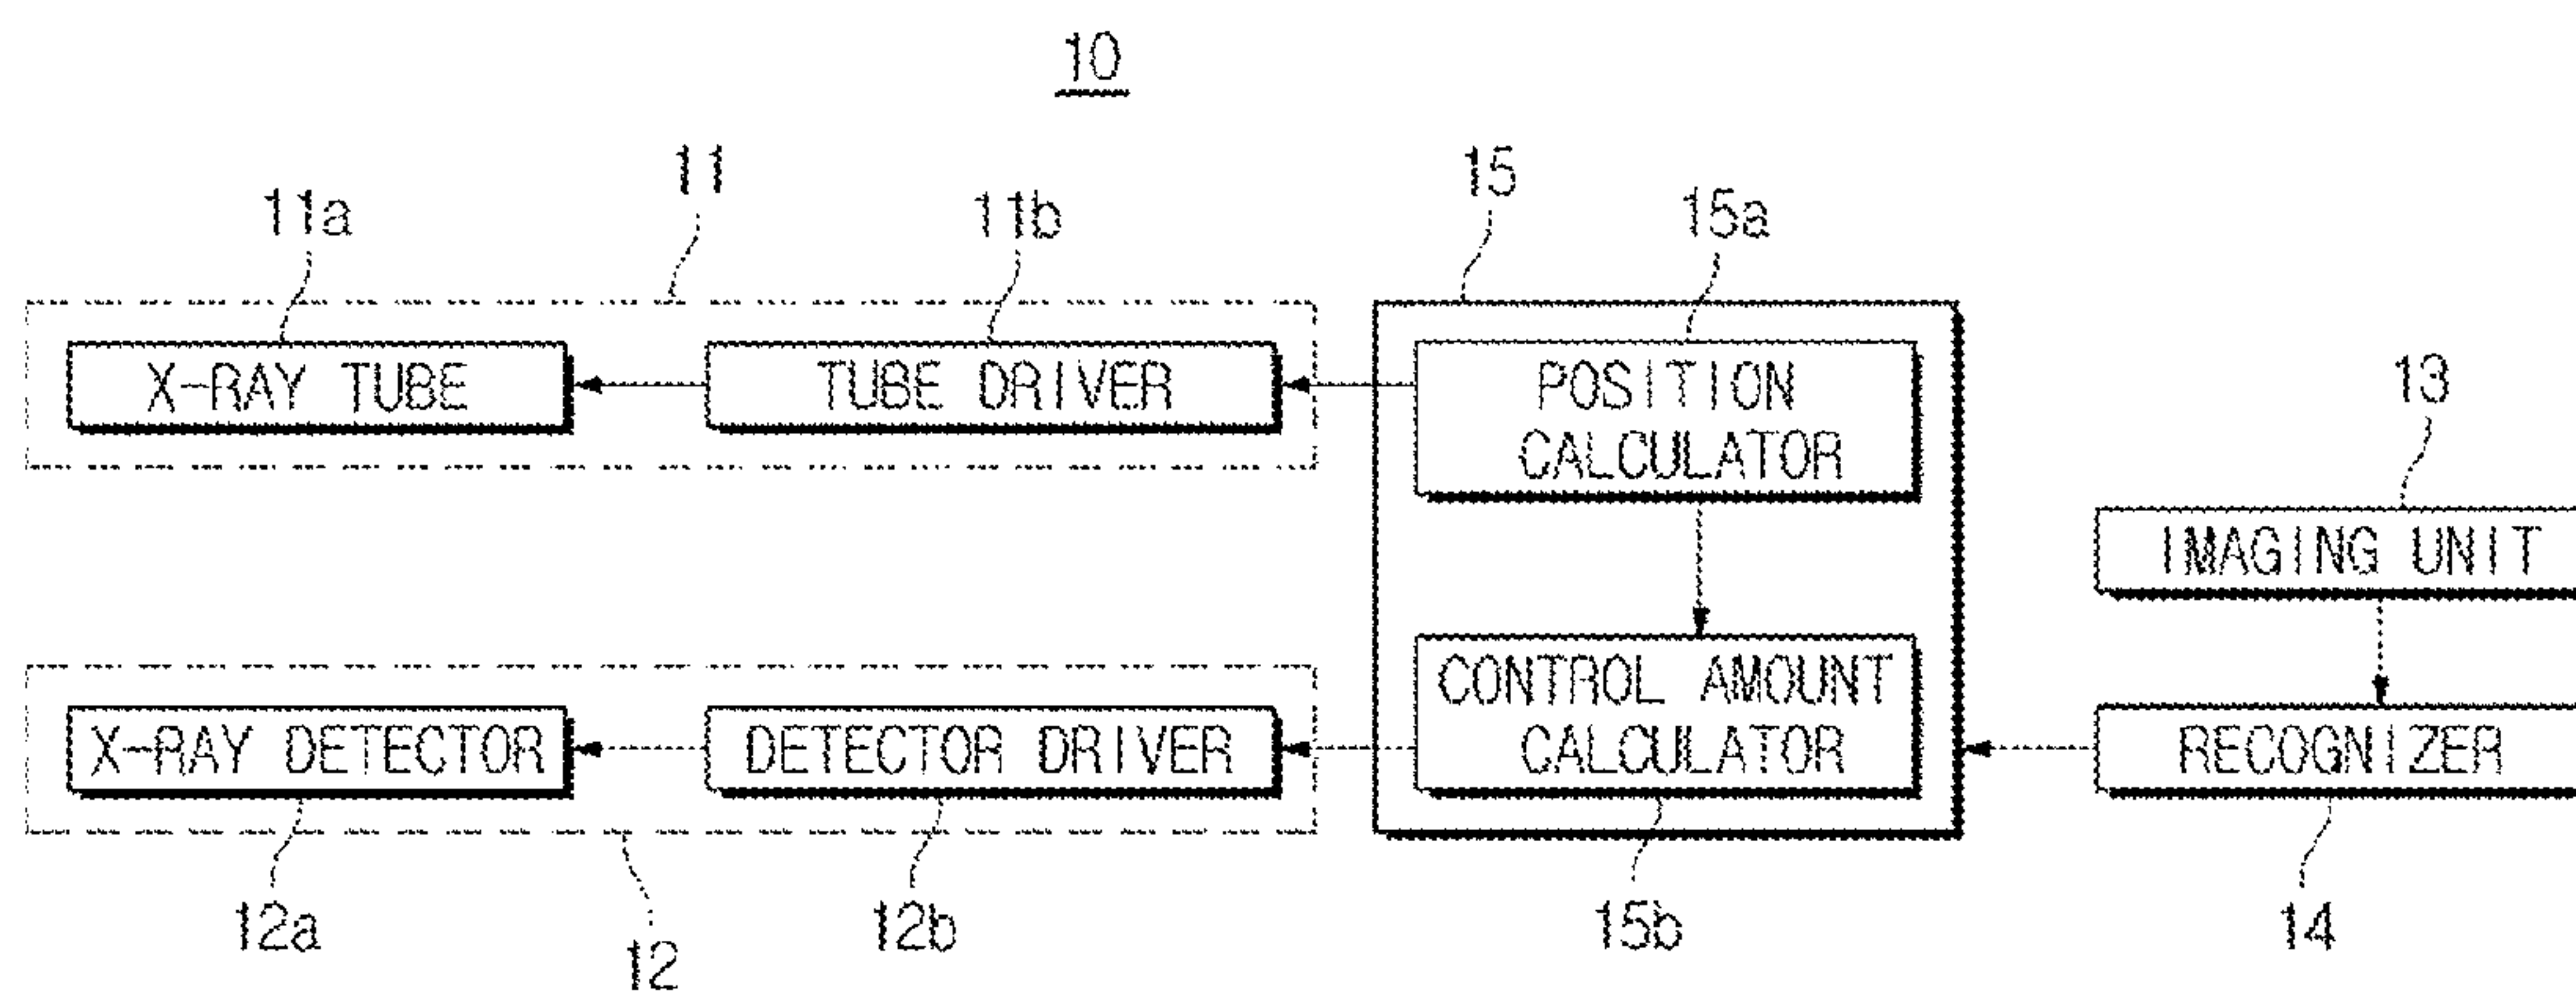 10
11
15
11a
11b
15a
X-RAY TUBE
TUBE DRIVER
POSITION
CALCULATOR
13
IMAGING UNIT
X-RAY DETECTOR
DETECTOR DRIVER
CONTROL AMOUNT
CALCULATOR
RECOGNIZER
12a
12b
15b
14
12